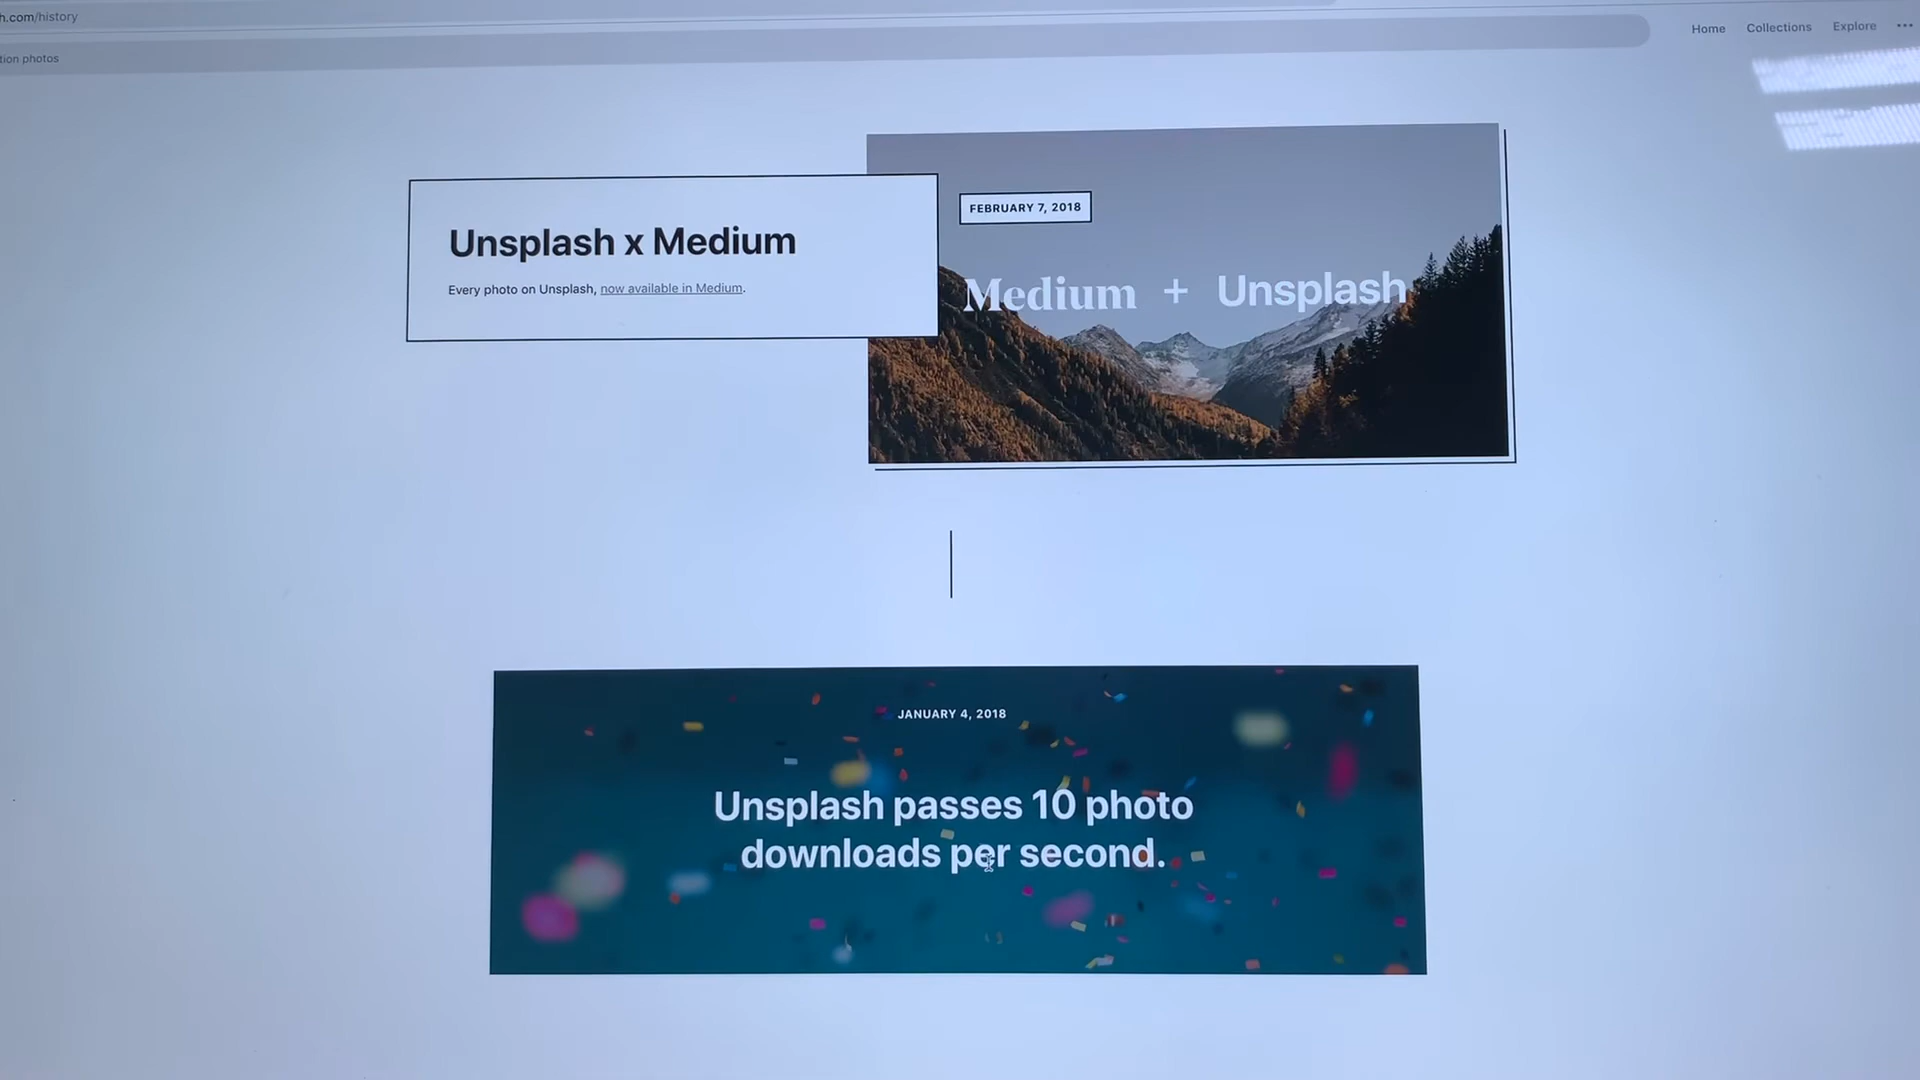 h.com/history
tion photos
Home Collections Explore
FEBRUARY 7, 2018
Unsplash x Medium
Every photo on Unsplash, now available in Medium.
Medium + Unsplash
JANUARY 4, 2018
Unsplash passes 10 photo
downloads per second.